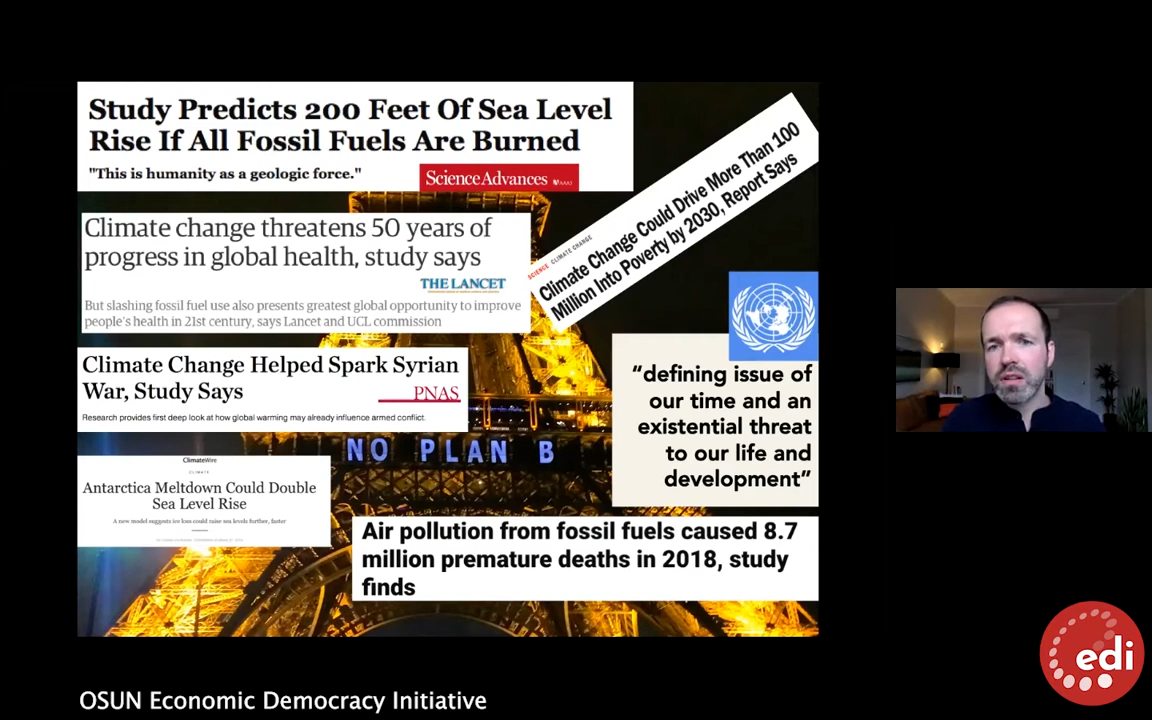 Study Predicts 200 Feet Of Sea Level
Rise If All Fossil Fuels Are Burned
"This is humanity as a geologic force."
ScienceAdvances
AAAS
SCIENCE CLIMATE CHANGE
Climate Change Could Drive More Than 100
Million Into Poverty by 2030, Report Says
Climate change threatens 50 years of
progress in global health, study says
THE LANCET
But slashing fossil fuel use also presents greatest global opportunity to improve
people's health in 21st century, says Lancet and UCL commission
Climate Change Helped Spark Syrian
War, Study Says
PNAS
Research provides first deep look at how global warming may already influence armed conflict.
“defining issue of
our time and an
existential threat
to our life and
development”
NO PLAN B
ClimateWire
CLIMATE
Antarctica Meltdown Could Double
Sea Level Rise
A new model suggests ice loss could raise sea levels further, faster
Air pollution from fossil fuels caused 8.7
million premature deaths in 2018, study
finds
edi
OSUN Economic Democracy Initiative